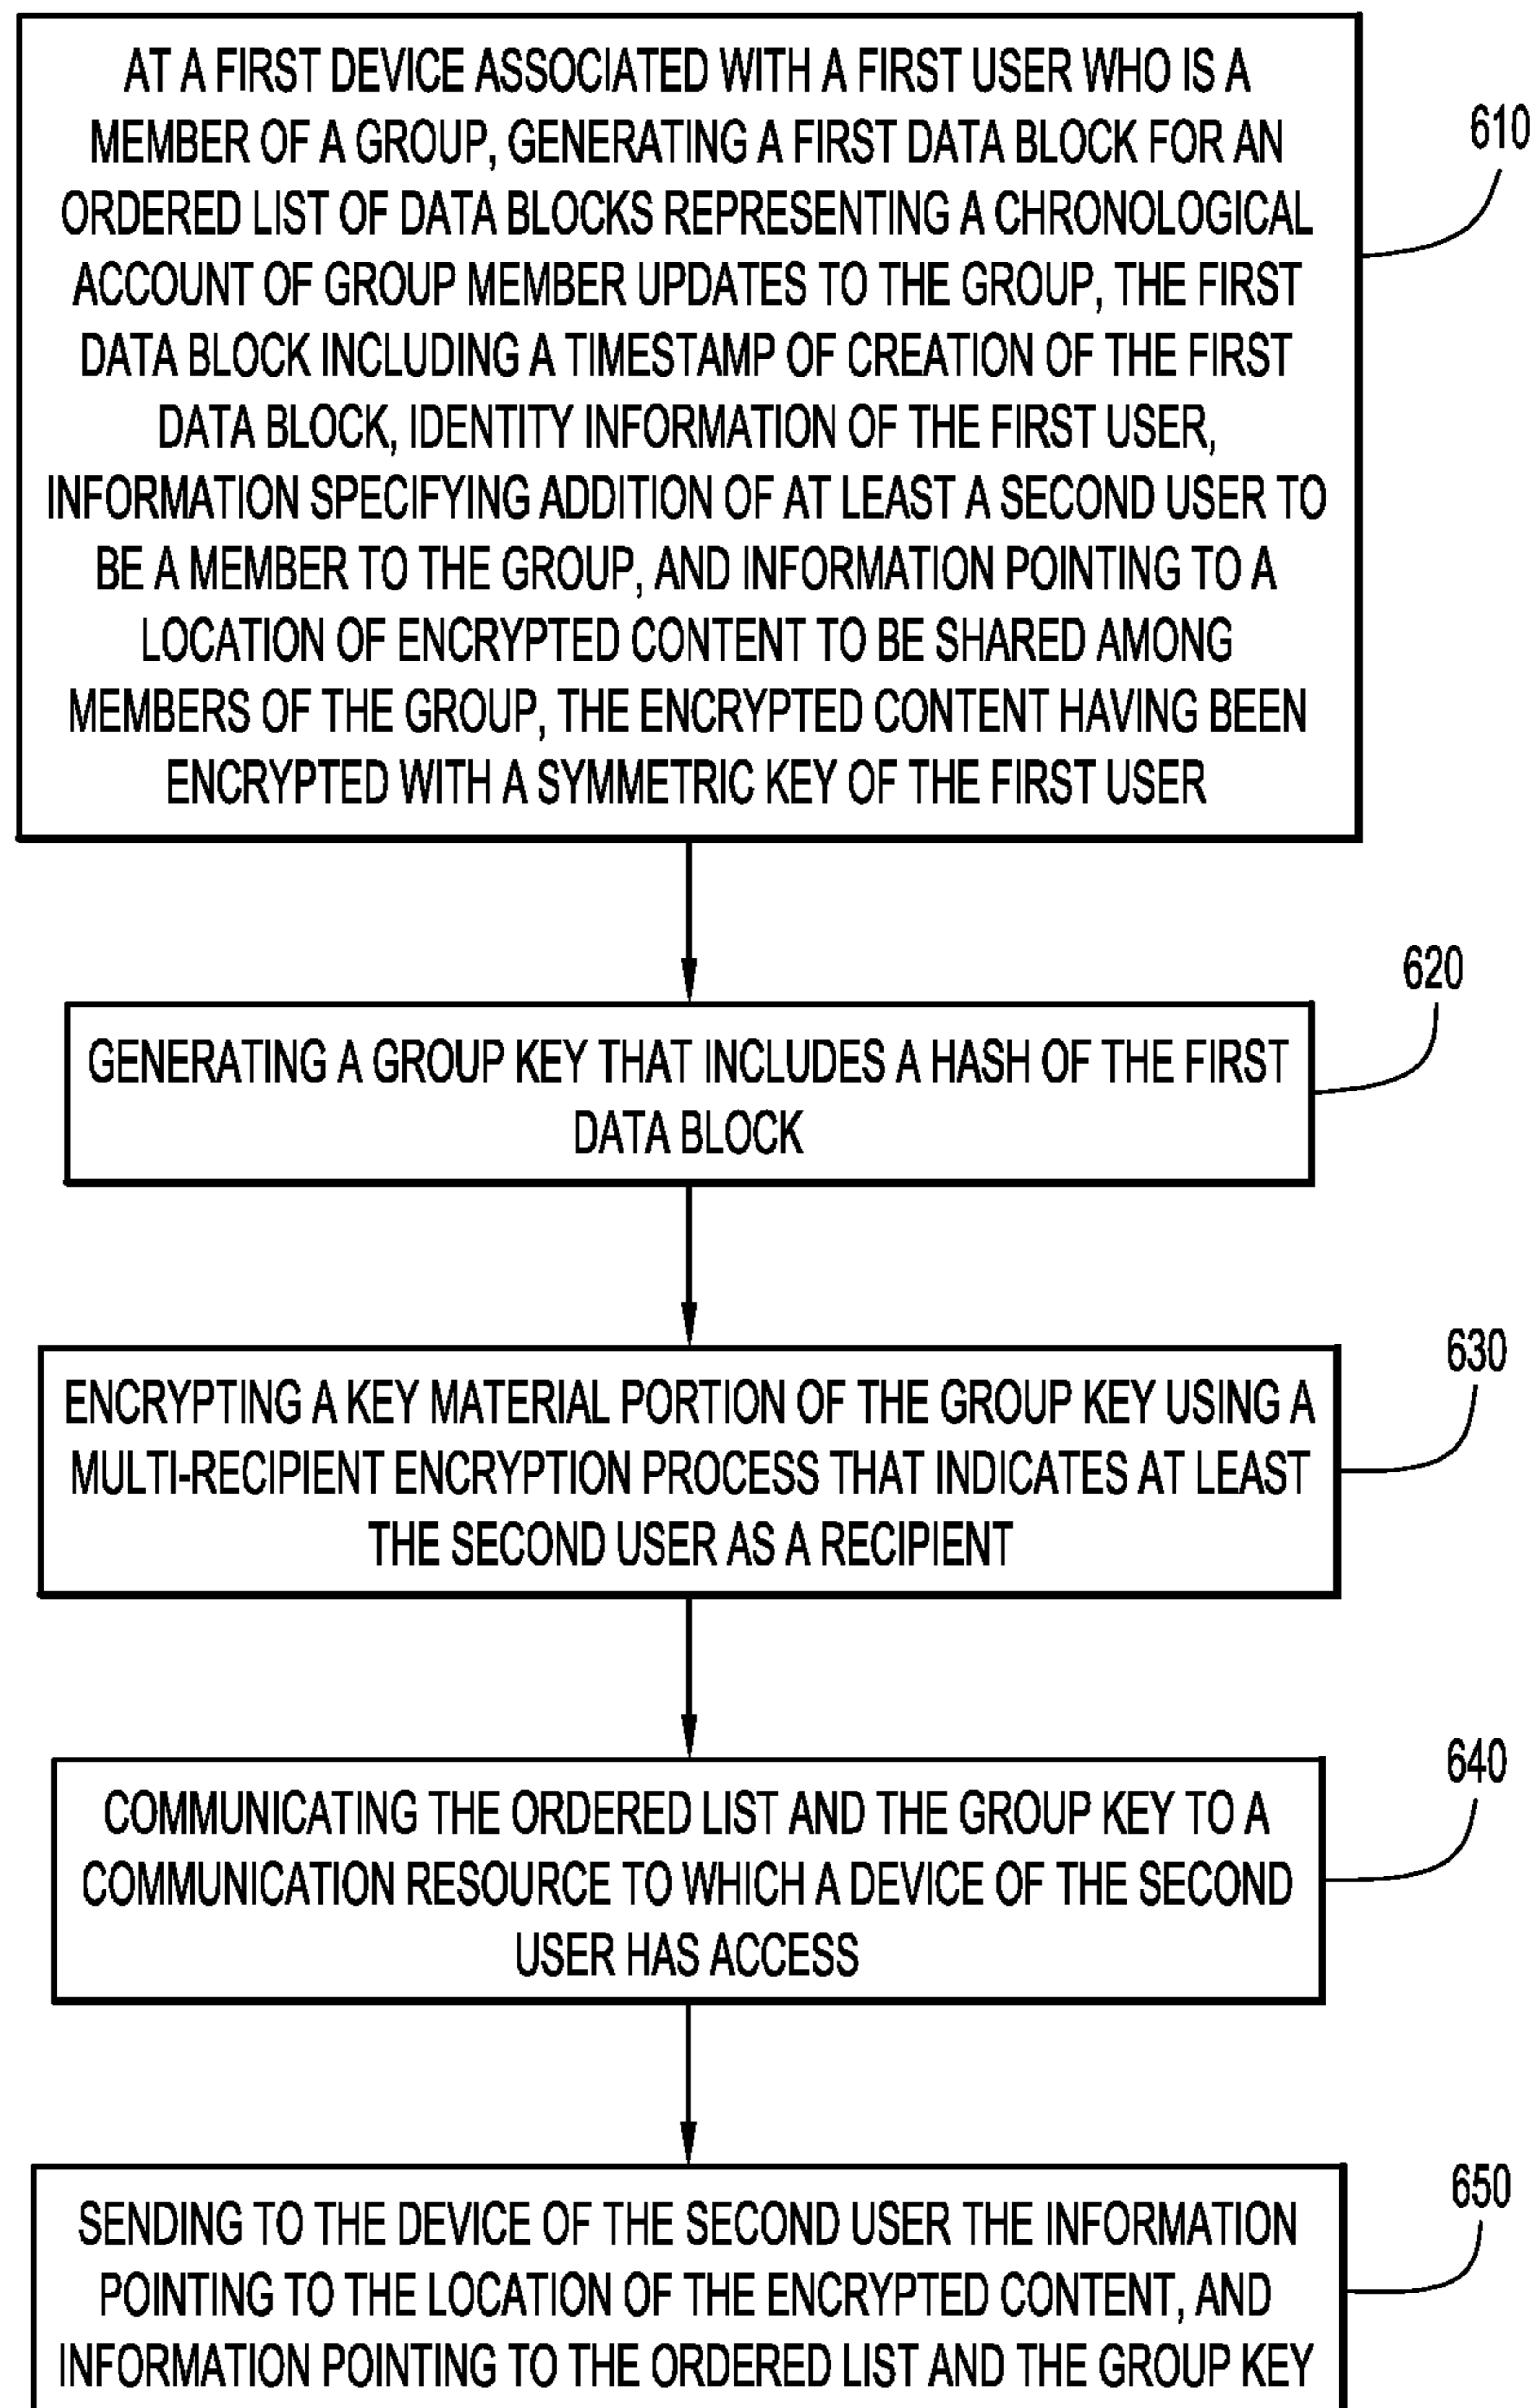 AT A FIRST DEVICE ASSOCIATED WITH A FIRST USER WHO IS A
MEMBER OF A GROUP, GENERATING A FIRST DATA BLOCK FOR AN
ORDERED LIST OF DATA BLOCKS REPRESENTING A CHRONOLOGICAL
ACCOUNT OF GROUP MEMBER UPDATES TO THE GROUP, THE FIRST
DATA BLOCK INCLUDING A TIMESTAMP OF CREATION OF THE FIRST
DATA BLOCK, IDENTITY INFORMATION OF THE FIRST USER,
INFORMATION SPECIFYING ADDITION OF AT LEAST A SECOND USER TO
BE A MEMBER TO THE GROUP, AND INFORMATION POINTING TO A
LOCATION OF ENCRYPTED CONTENT TO BE SHARED AMONG
MEMBERS OF THE GROUP, THE ENCRYPTED CONTENT HAVING BEEN
ENCRYPTED WITH A SYMMETRIC KEY OF THE FIRST USER
610
GENERATING A GROUP KEY THAT INCLUDES A HASH OF THE FIRST
DATA BLOCK
620
ENCRYPTING A KEY MATERIAL PORTION OF THE GROUP KEY USING A
MULTI-RECIPIENT ENCRYPTION PROCESS THAT INDICATES AT LEAST
THE SECOND USER AS A RECIPIENT
630
COMMUNICATING THE ORDERED LIST AND THE GROUP KEY TO A
COMMUNICATION RESOURCE TO WHICH A DEVICE OF THE SECOND
USER HAS ACCESS
640
SENDING TO THE DEVICE OF THE SECOND USER THE INFORMATION
POINTING TO THE LOCATION OF THE ENCRYPTED CONTENT, AND
INFORMATION POINTING TO THE ORDERED LIST AND THE GROUP KEY
650